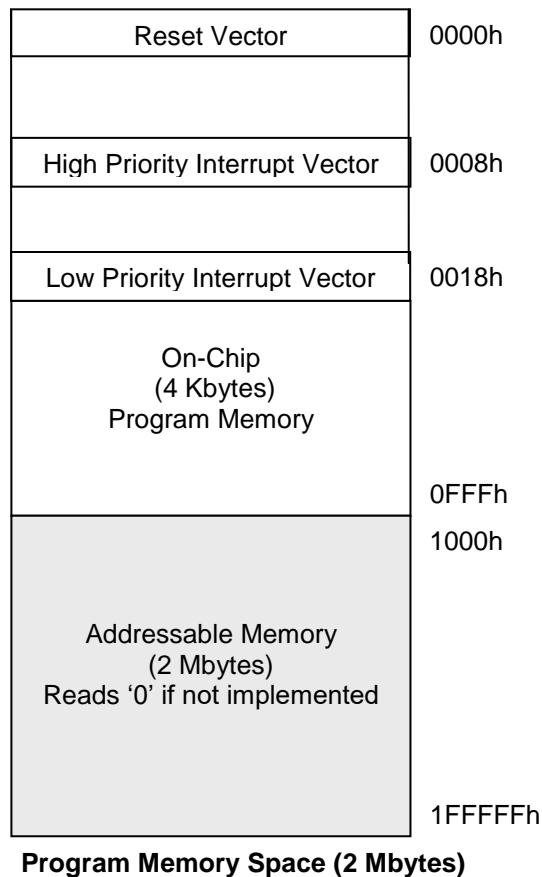 Reset Vector 0000h
High Priority Interrupt Vector 0008h
Low Priority Interrupt Vector 0018h
On-Chip
(4 Kbytes)
Program Memory
0FFFh
1000h
Addressable Memory
(2 Mbytes)
Reads ‘0’ if not implemented
1FFFFFh
Program Memory Space (2 Mbytes)